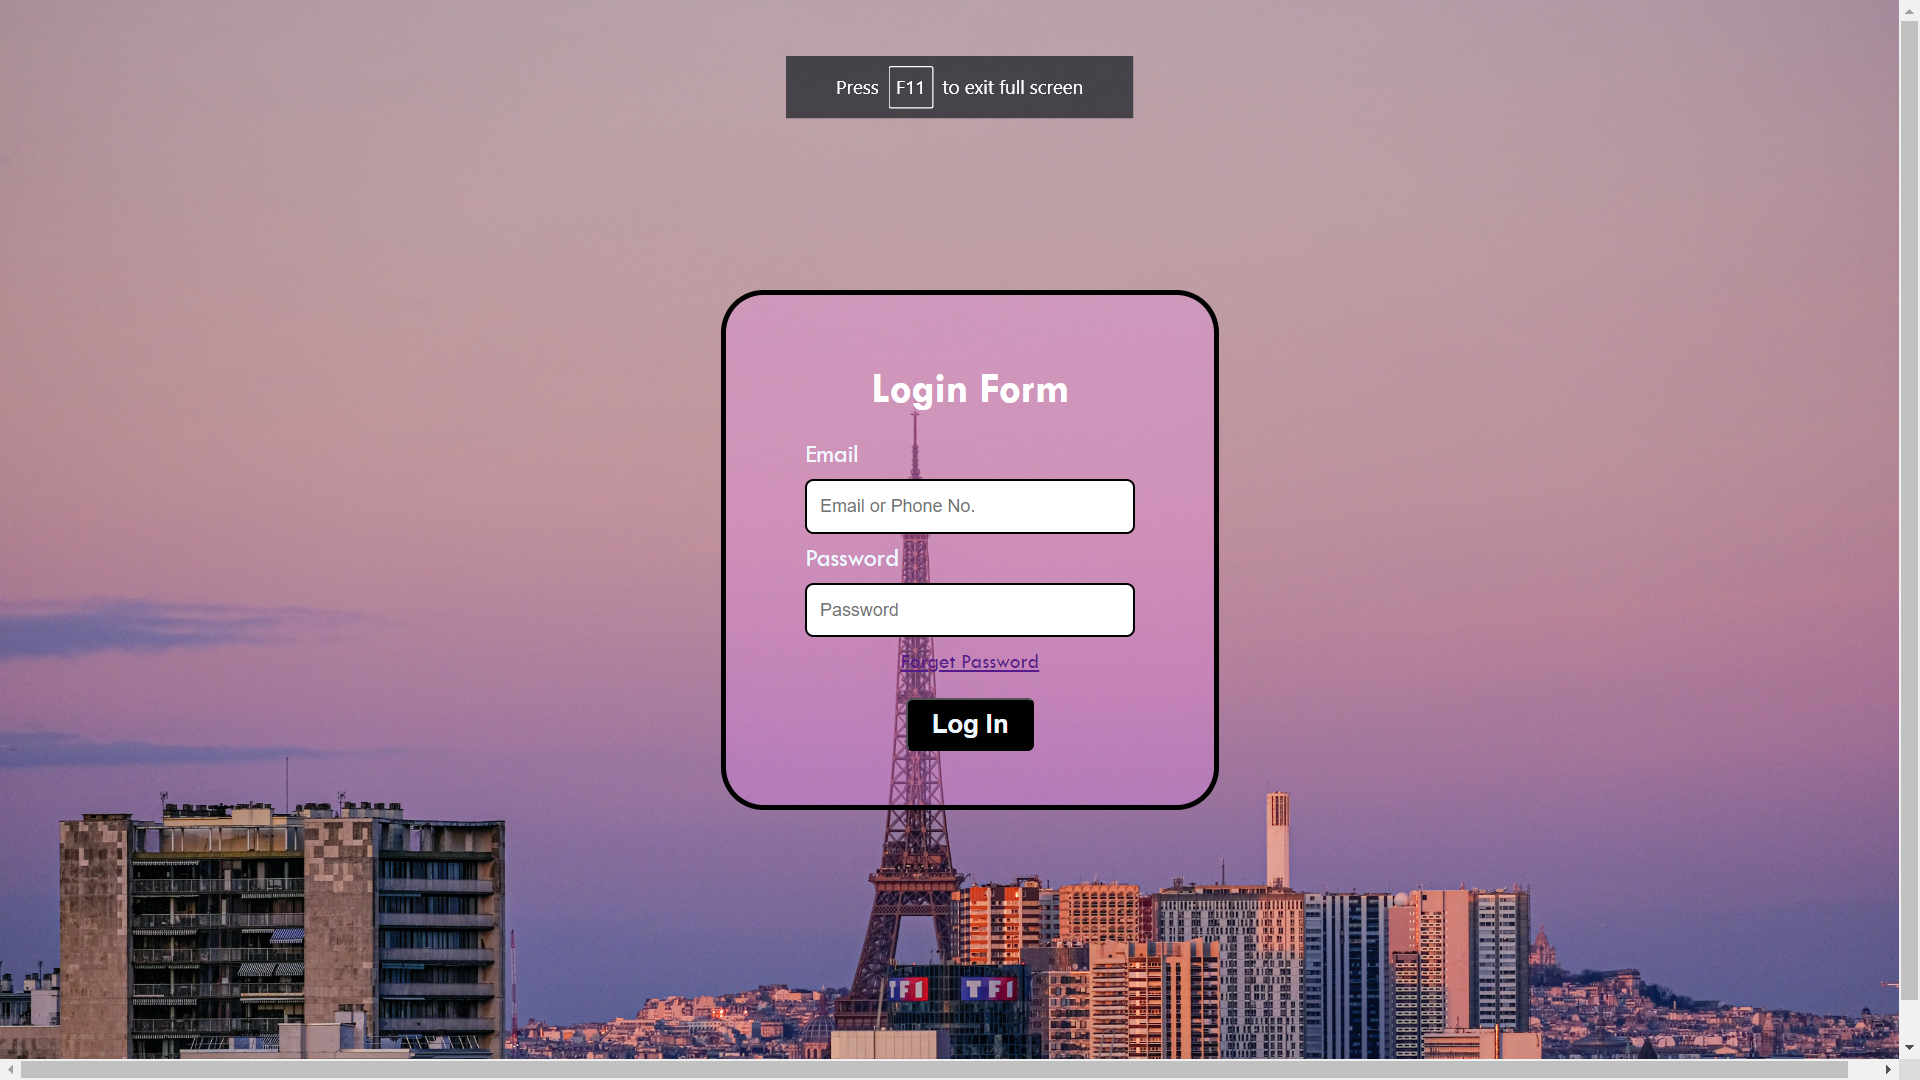 Press F11 to exit full screen
Login Form
Email
Email or Phone No.
Password
Password
Forget Password
Log In
TF1 TF1